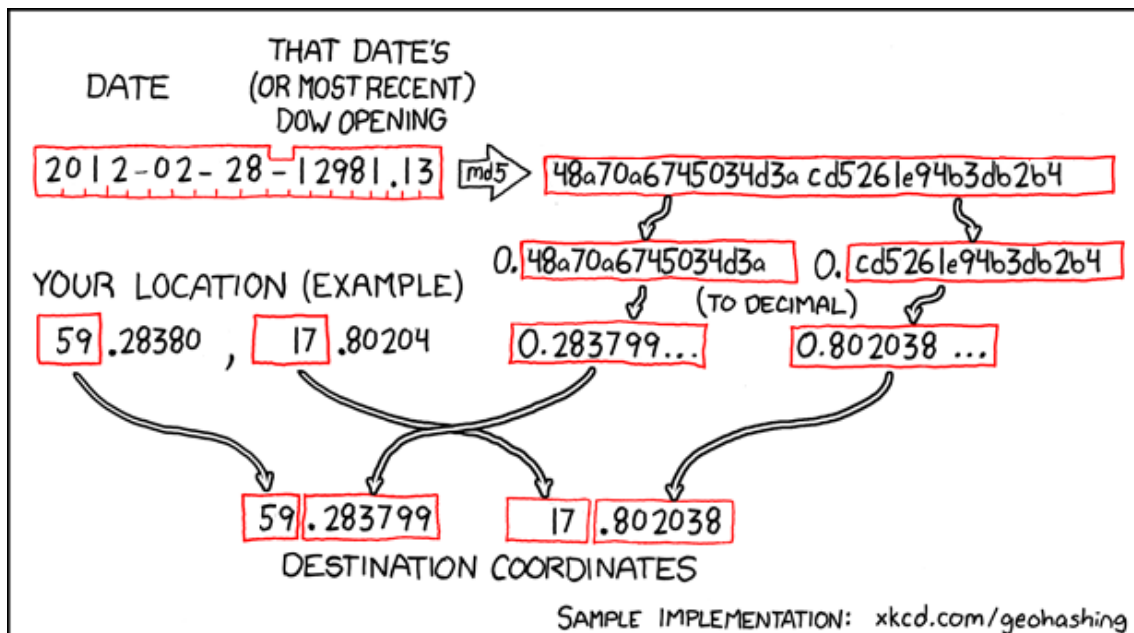 DATE
THAT DATE'S
(OR MOST RECENT)
DOW OPENING
2012-02-28-12981.13
md5
48a70a6745034d3acd5261e94b3db2b4
0.48a70a6745034d3a
0.cd5261e94b3db2b4
(TO DECIMAL)
YOUR LOCATION (EXAMPLE)
59.28380, 17.80204
0.283799...
0.802038...
59.283799
17.802038
DESTINATION COORDINATES
SAMPLE IMPLEMENTATION: xkcd.com/geohashing